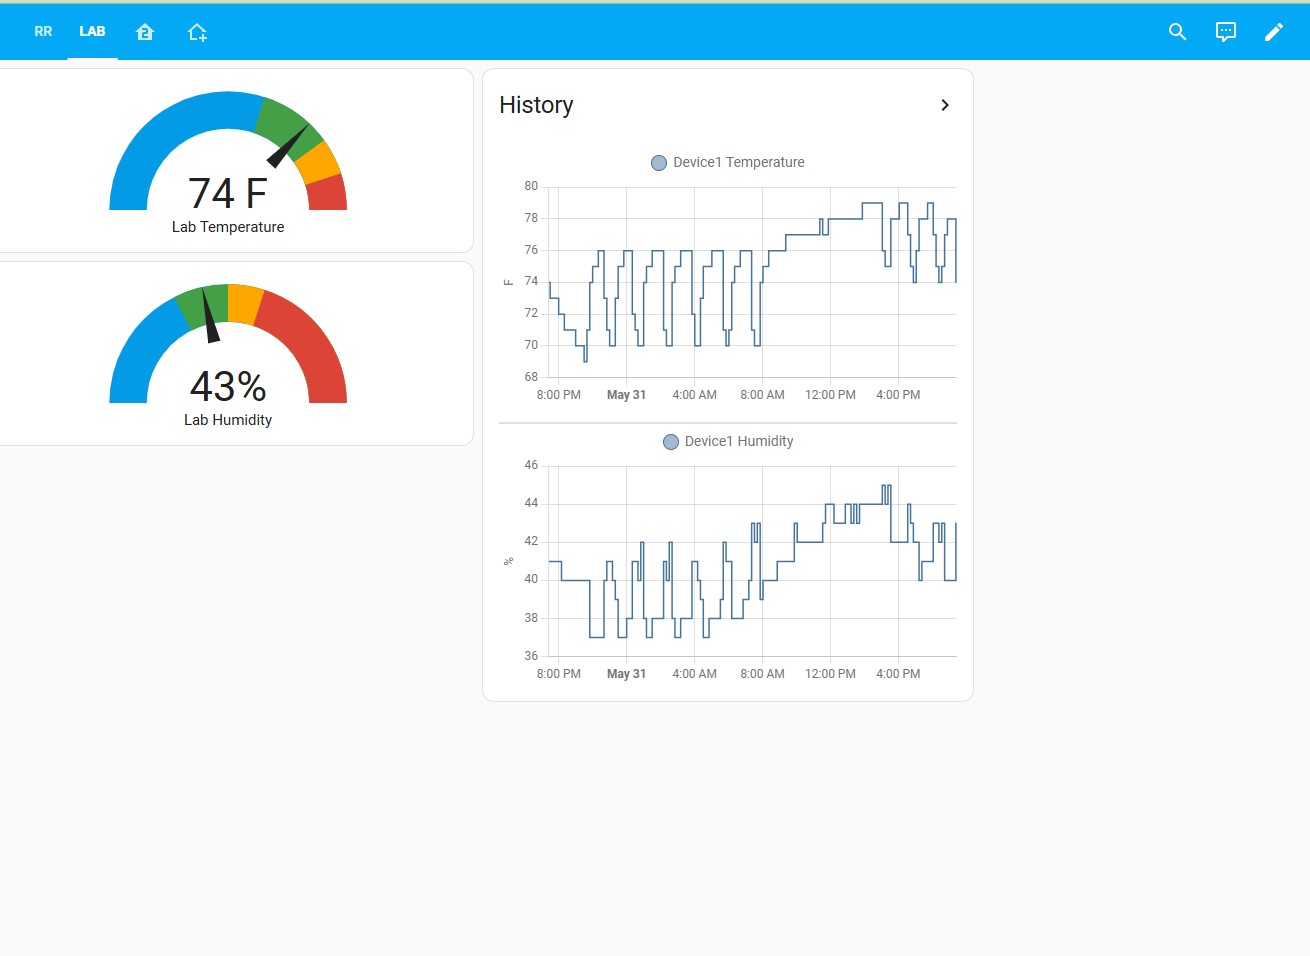 RR LAB
74 F
Lab Temperature
43%
Lab Humidity
History
Device1 Temperature
80
78
76
74
72
70
68
F
8:00 PM May 31 4:00 AM 8:00 AM 12:00 PM 4:00 PM
Device1 Humidity
46
44
42
40
38
36
%
8:00 PM May 31 4:00 AM 8:00 AM 12:00 PM 4:00 PM